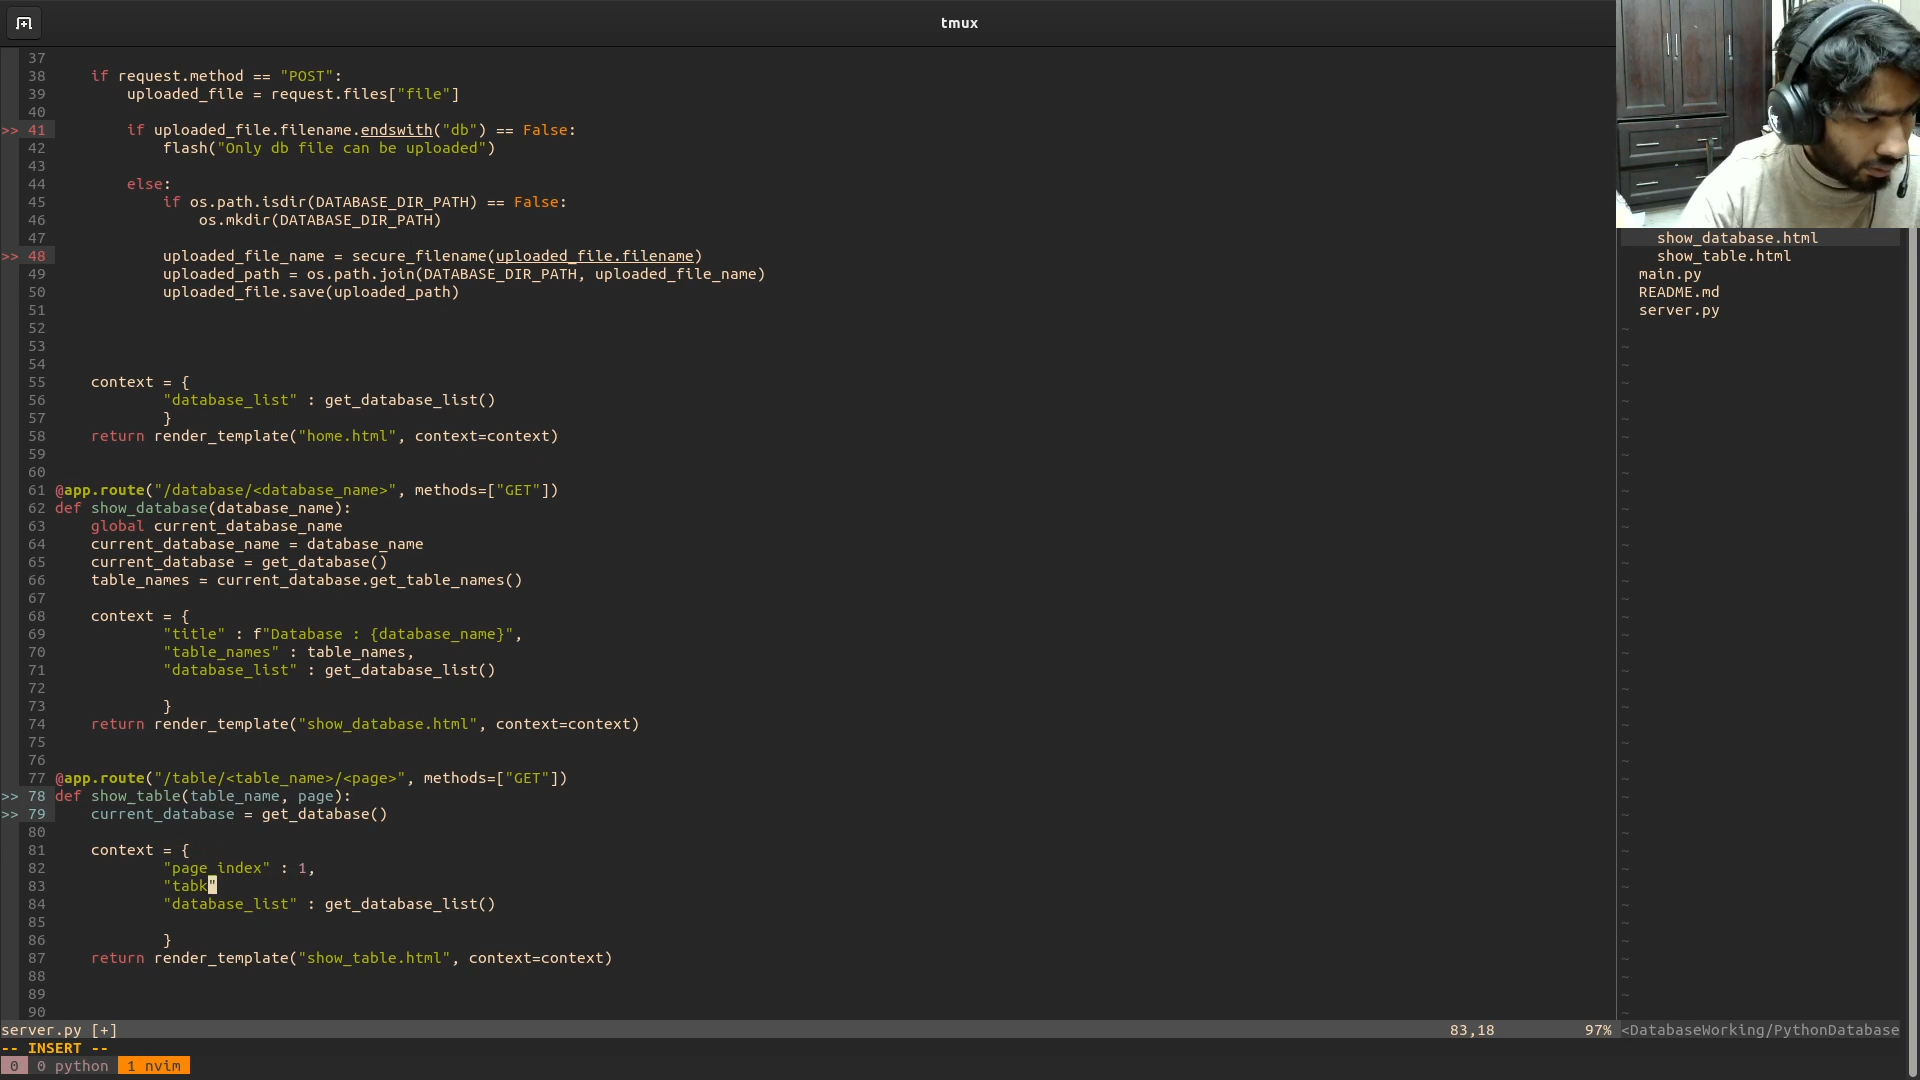 tmux
37
38 if request.method == "POST":
39 uploaded_file = request.files["file"]
40
>> 41 if uploaded_file.filename.endswith("db") == False:
42 flash("Only db file can be uploaded")
43
44 else:
45 if os.path.isdir(DATABASE_DIR_PATH) == False:
46 os.mkdir(DATABASE_DIR_PATH)
47
>> 48 uploaded_file_name = secure_filename(uploaded_file.filename)
49 uploaded_path = os.path.join(DATABASE_DIR_PATH, uploaded_file_name)
50 uploaded_file.save(uploaded_path)
51
52
53
54
55 context = {
56 "database_list" : get_database_list()
57 }
58 return render_template("home.html", context=context)
59
60
61 @app.route("/database/<database_name>", methods=["GET"])
62 def show_database(database_name):
63 global current_database_name
64 current_database_name = database_name
65 current_database = get_database()
66 table_names = current_database.get_table_names()
67
68 context = {
69 "title" : f"Database : {database_name}",
70 "table_names" : table_names,
71 "database_list" : get_database_list()
72
73 }
74 return render_template("show_database.html", context=context)
75
76
77 @app.route("/table/<table_name>/<page>", methods=["GET"])
>> 78 def show_table(table_name, page):
>> 79 current_database = get_database()
80
81 context = {
82 "page_index" : 1,
83 "tabk"
84 "database_list" : get_database_list()
85
86 }
87 return render_template("show_table.html", context=context)
88
89
90
server.py [+] 83,18 97%
-- INSERT --
0 0 python 1 nvim
show_database.html
show_table.html
main.py
README.md
server.py
<DatabaseWorking/PythonDatabase